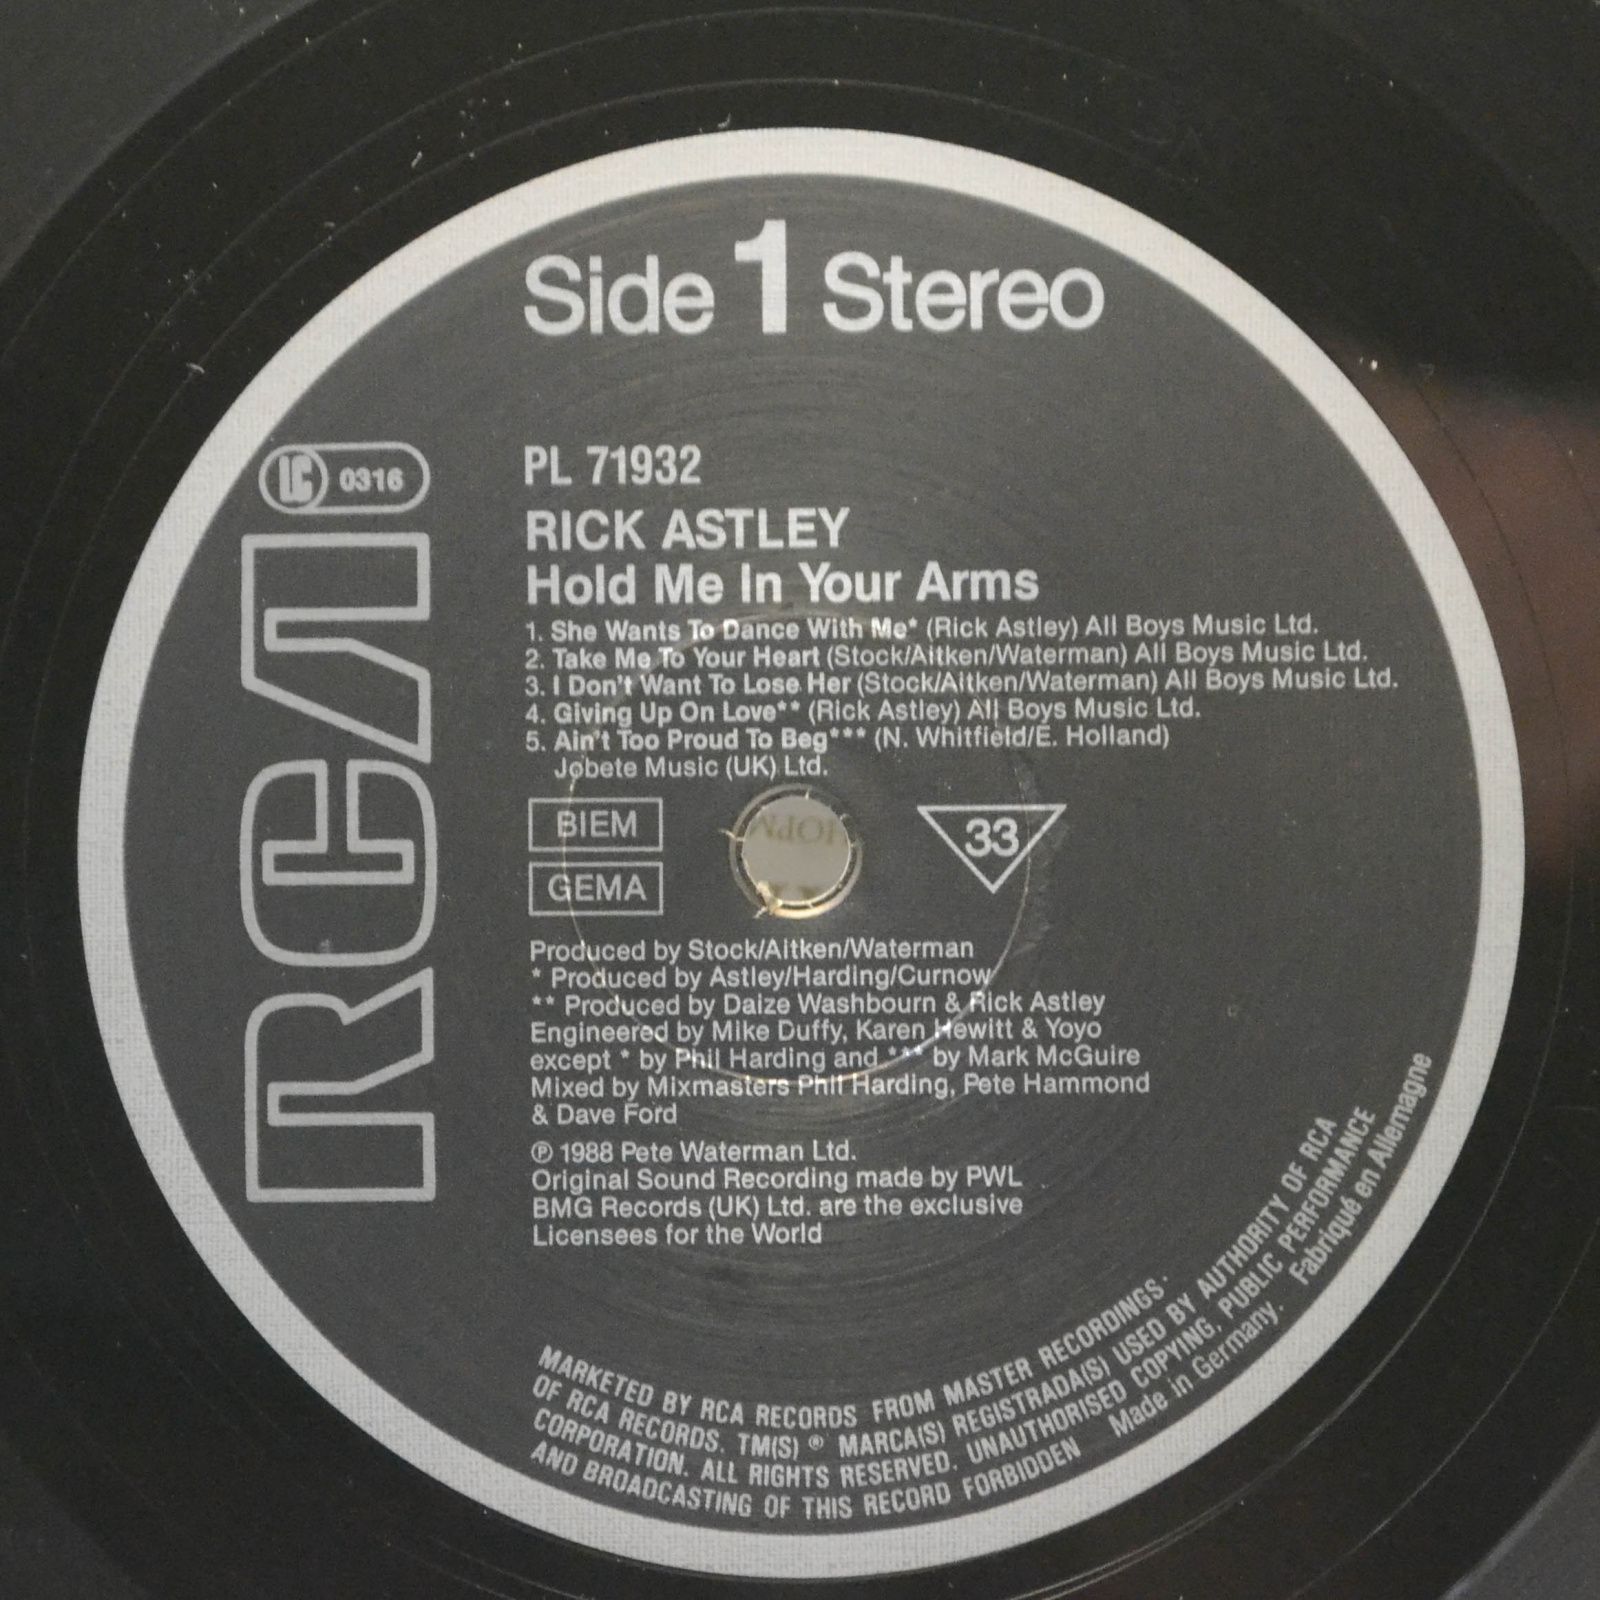 Side 1 Stereo
LC 0316
RCA
PL 71932
RICK ASTLEY
Hold Me In Your Arms
1. She Wants To Dance With Me* (Rick Astley) All Boys Music Ltd.
2. Take Me To Your Heart (Stock/Aitken/Waterman) All Boys Music Ltd.
3. I Don't Want To Lose Her (Stock/Aitken/Waterman) All Boys Music Ltd.
4. Giving Up On Love** (Rick Astley) All Boys Music Ltd.
5. Ain't Too Proud To Beg*** (N. Whitfield/E. Holland)
Jobete Music (UK) Ltd.
BIEM
GEMA
33
Produced by Stock/Aitken/Waterman
* Produced by Astley/Harding/Curnow
** Produced by Daize Washbourn & Rick Astley
Engineered by Mike Duffy, Karen Hewitt & Yoyo
except * by Phil Harding and *** by Mark McGuire
Mixed by Mixmasters Phil Harding, Pete Hammond
& Dave Ford
℗ 1988 Pete Waterman Ltd.
Original Sound Recording made by PWL
BMG Records (UK) Ltd. are the exclusive
Licensees for the World
MARKETED BY RCA RECORDS FROM MASTER RECORDINGS.
OF RCA RECORDS. TM(S) ® MARCA(S) REGISTRADA(S) USED BY AUTHORITY OF RCA
CORPORATION. ALL RIGHTS RESERVED. UNAUTHORISED COPYING, PUBLIC PERFORMANCE
AND BROADCASTING OF THIS RECORD FORBIDDEN Made in Germany. Fabriqué en Allemagne